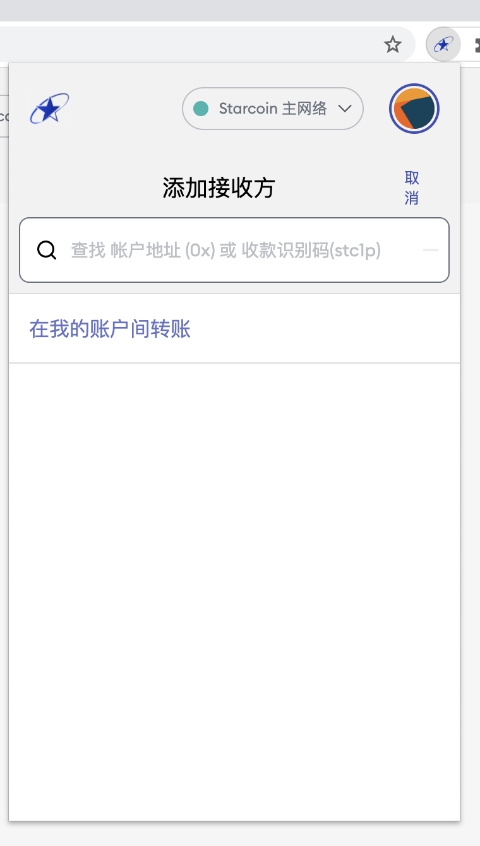 Starcoin 主网络
添加接收方
取
消
查找 帐户地址 (0x) 或 收款识别码(stc1p)
在我的账户间转账